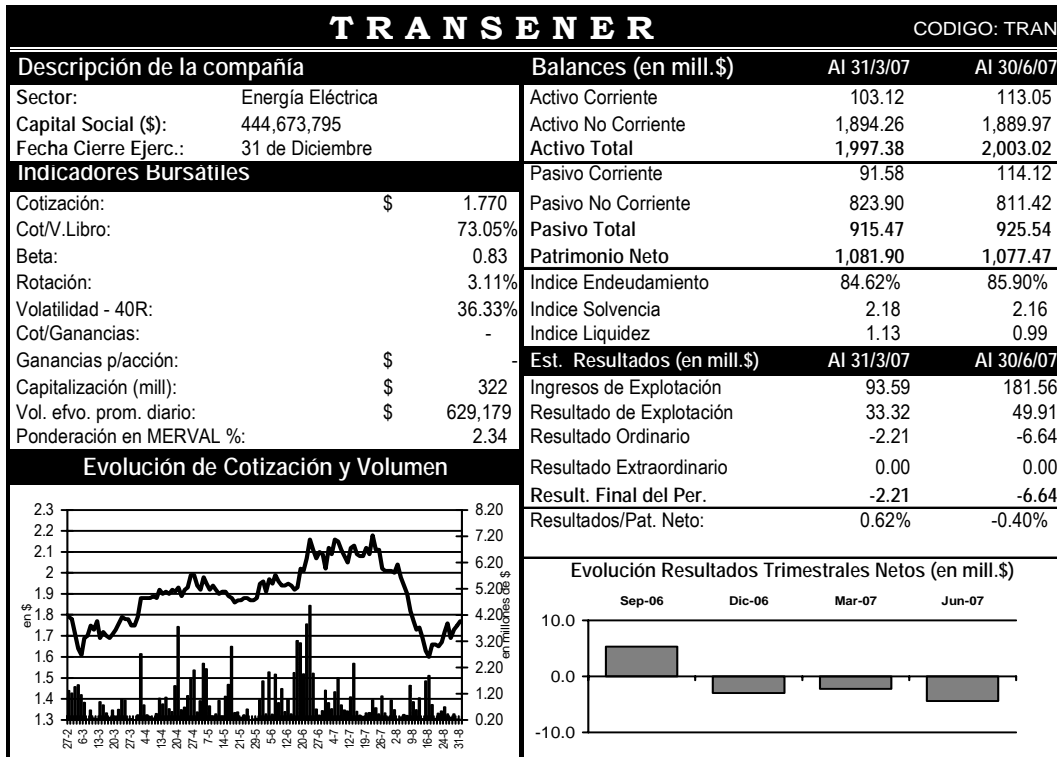 TRANSENER CODIGO: TRAN
Descripción de la compañía
Sector: Energía Eléctrica
Capital Social ($): 444,673,795
Fecha Cierre Ejerc.: 31 de Diciembre
Indicadores Bursátiles
Cotización: $ 1.770
Cot/V.Libro: 73.05%
Beta: 0.83
Rotación: 3.11%
Volatilidad - 40R: 36.33%
Cot/Ganancias: -
Ganancias p/acción: $ -
Capitalización (mill): $ 322
Vol. efvo. prom. diario: $ 629,179
Ponderación en MERVAL %: 2.34
Evolución de Cotización y Volumen
en $
2.3
2.2
2.1
2
1.9
1.8
1.7
1.6
1.5
1.4
1.3
8.20
7.20
6.20
5.20
4.20
3.20
2.20
1.20
0.20
en millones de $
27-2 6-3 13-3 20-3 27-3 4-4 13-4 20-4 27-4 7-5 14-5 21-5 29-5 5-6 12-6 20-6 27-6 4-7 12-7 19-7 26-7 2-8 9-8 16-8 24-8 31-8
Balances (en mill.$) Al 31/3/07 Al 30/6/07
Activo Corriente 103.12 113.05
Activo No Corriente 1,894.26 1,889.97
Activo Total 1,997.38 2,003.02
Pasivo Corriente 91.58 114.12
Pasivo No Corriente 823.90 811.42
Pasivo Total 915.47 925.54
Patrimonio Neto 1,081.90 1,077.47
Indice Endeudamiento 84.62% 85.90%
Indice Solvencia 2.18 2.16
Indice Liquidez 1.13 0.99
Est. Resultados (en mill.$) Al 31/3/07 Al 30/6/07
Ingresos de Explotación 93.59 181.56
Resultado de Explotación 33.32 49.91
Resultado Ordinario -2.21 -6.64
Resultado Extraordinario 0.00 0.00
Result. Final del Per. -2.21 -6.64
Resultados/Pat. Neto: 0.62% -0.40%
Evolución Resultados Trimestrales Netos (en mill.$)
Sep-06 Dic-06 Mar-07 Jun-07
10.0
0.0
-10.0